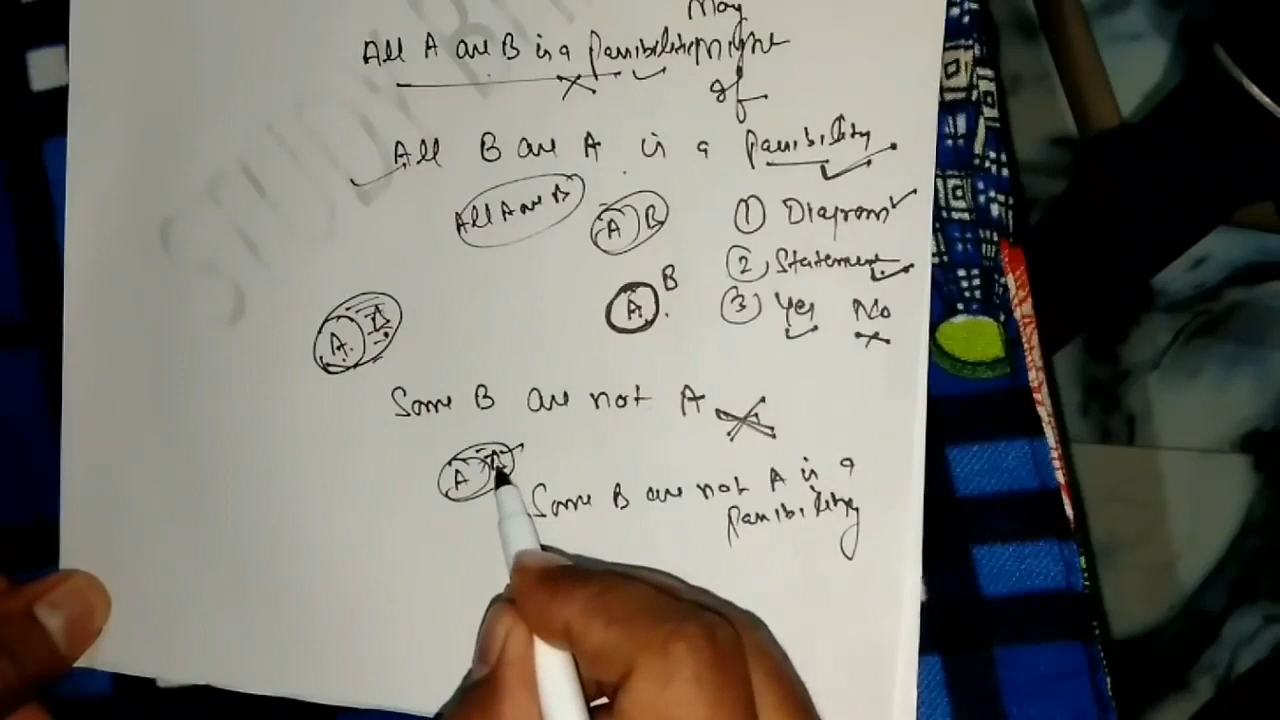 May
All A are B is a
of
All B are A is a Possibility
All A are B
A B
① Diagram
② Statement
A B
③ Yes No
A
Some B are not A
A
Some B are not A is a
Possibility